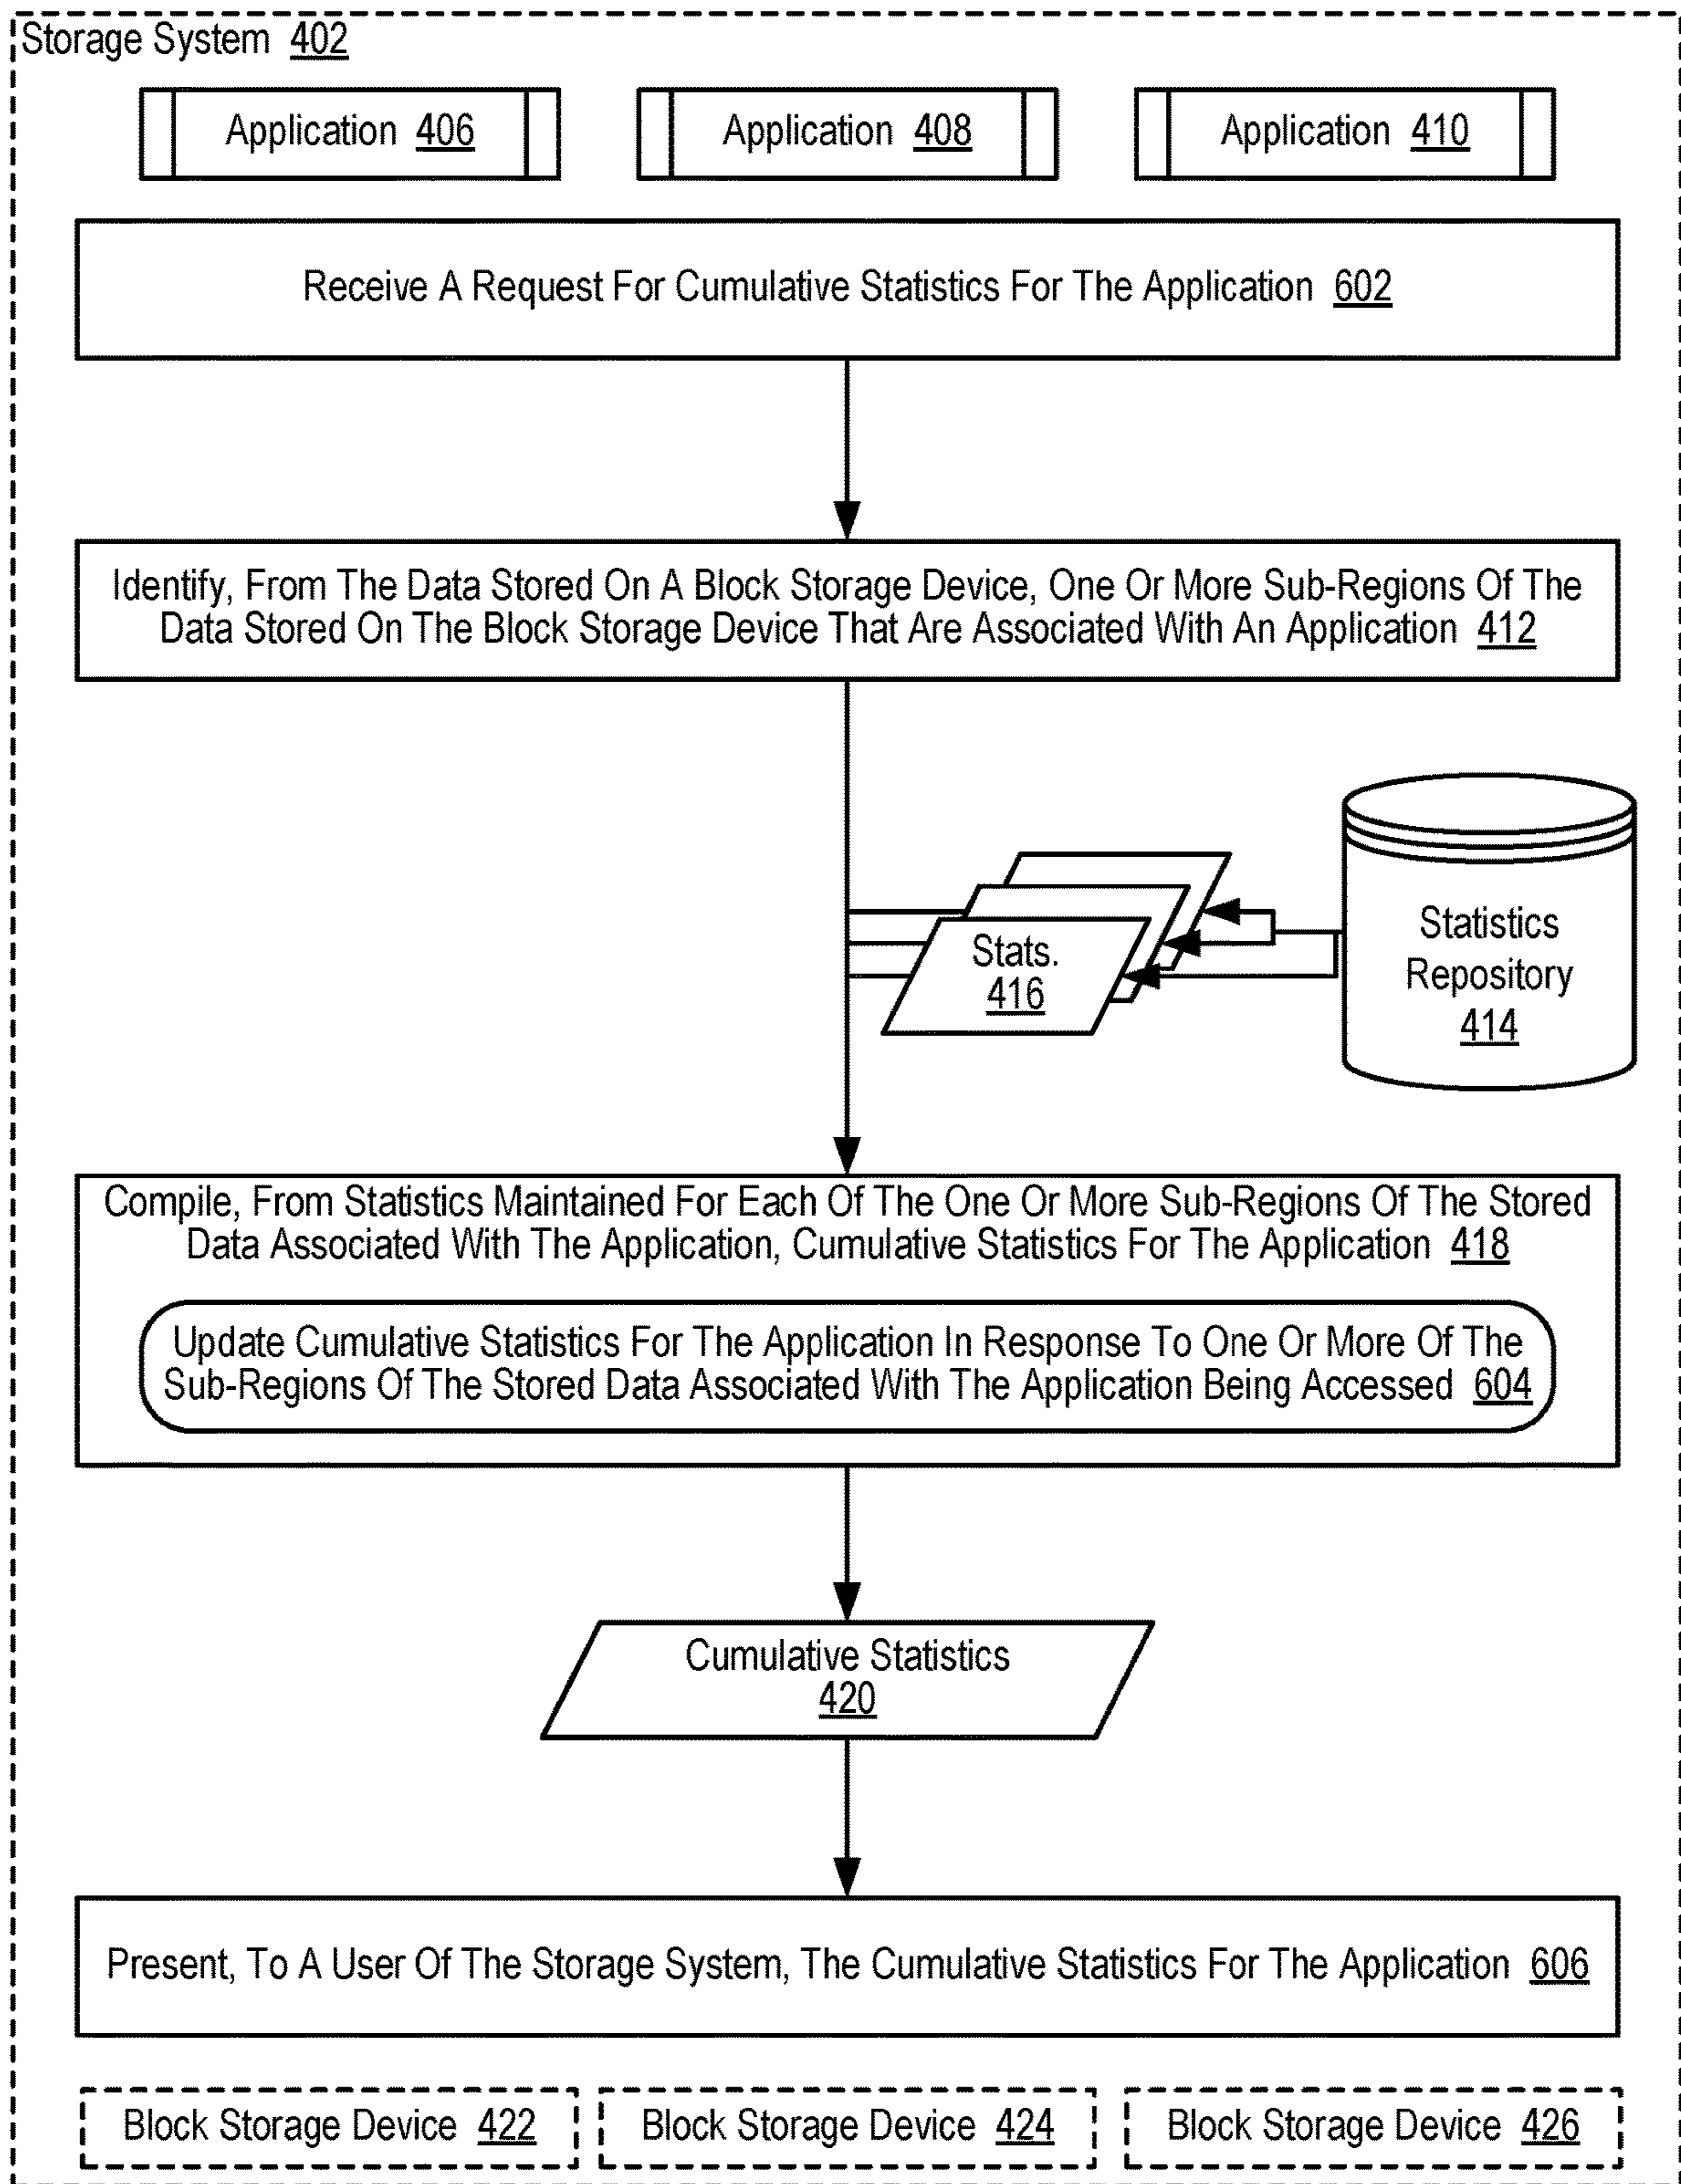 Storage System 402
Application 406
Application 408
Application 410
Receive A Request For Cumulative Statistics For The Application 602
Identify, From The Data Stored On A Block Storage Device, One Or More Sub-Regions Of The
Data Stored On The Block Storage Device That Are Associated With An Application 412
Stats.
416
Statistics
Repository
414
Compile, From Statistics Maintained For Each Of The One Or More Sub-Regions Of The Stored
Data Associated With The Application, Cumulative Statistics For The Application 418
Update Cumulative Statistics For The Application In Response To One Or More Of The
Sub-Regions Of The Stored Data Associated With The Application Being Accessed 604
Cumulative Statistics
420
Present, To A User Of The Storage System, The Cumulative Statistics For The Application 606
Block Storage Device 422
Block Storage Device 424
Block Storage Device 426